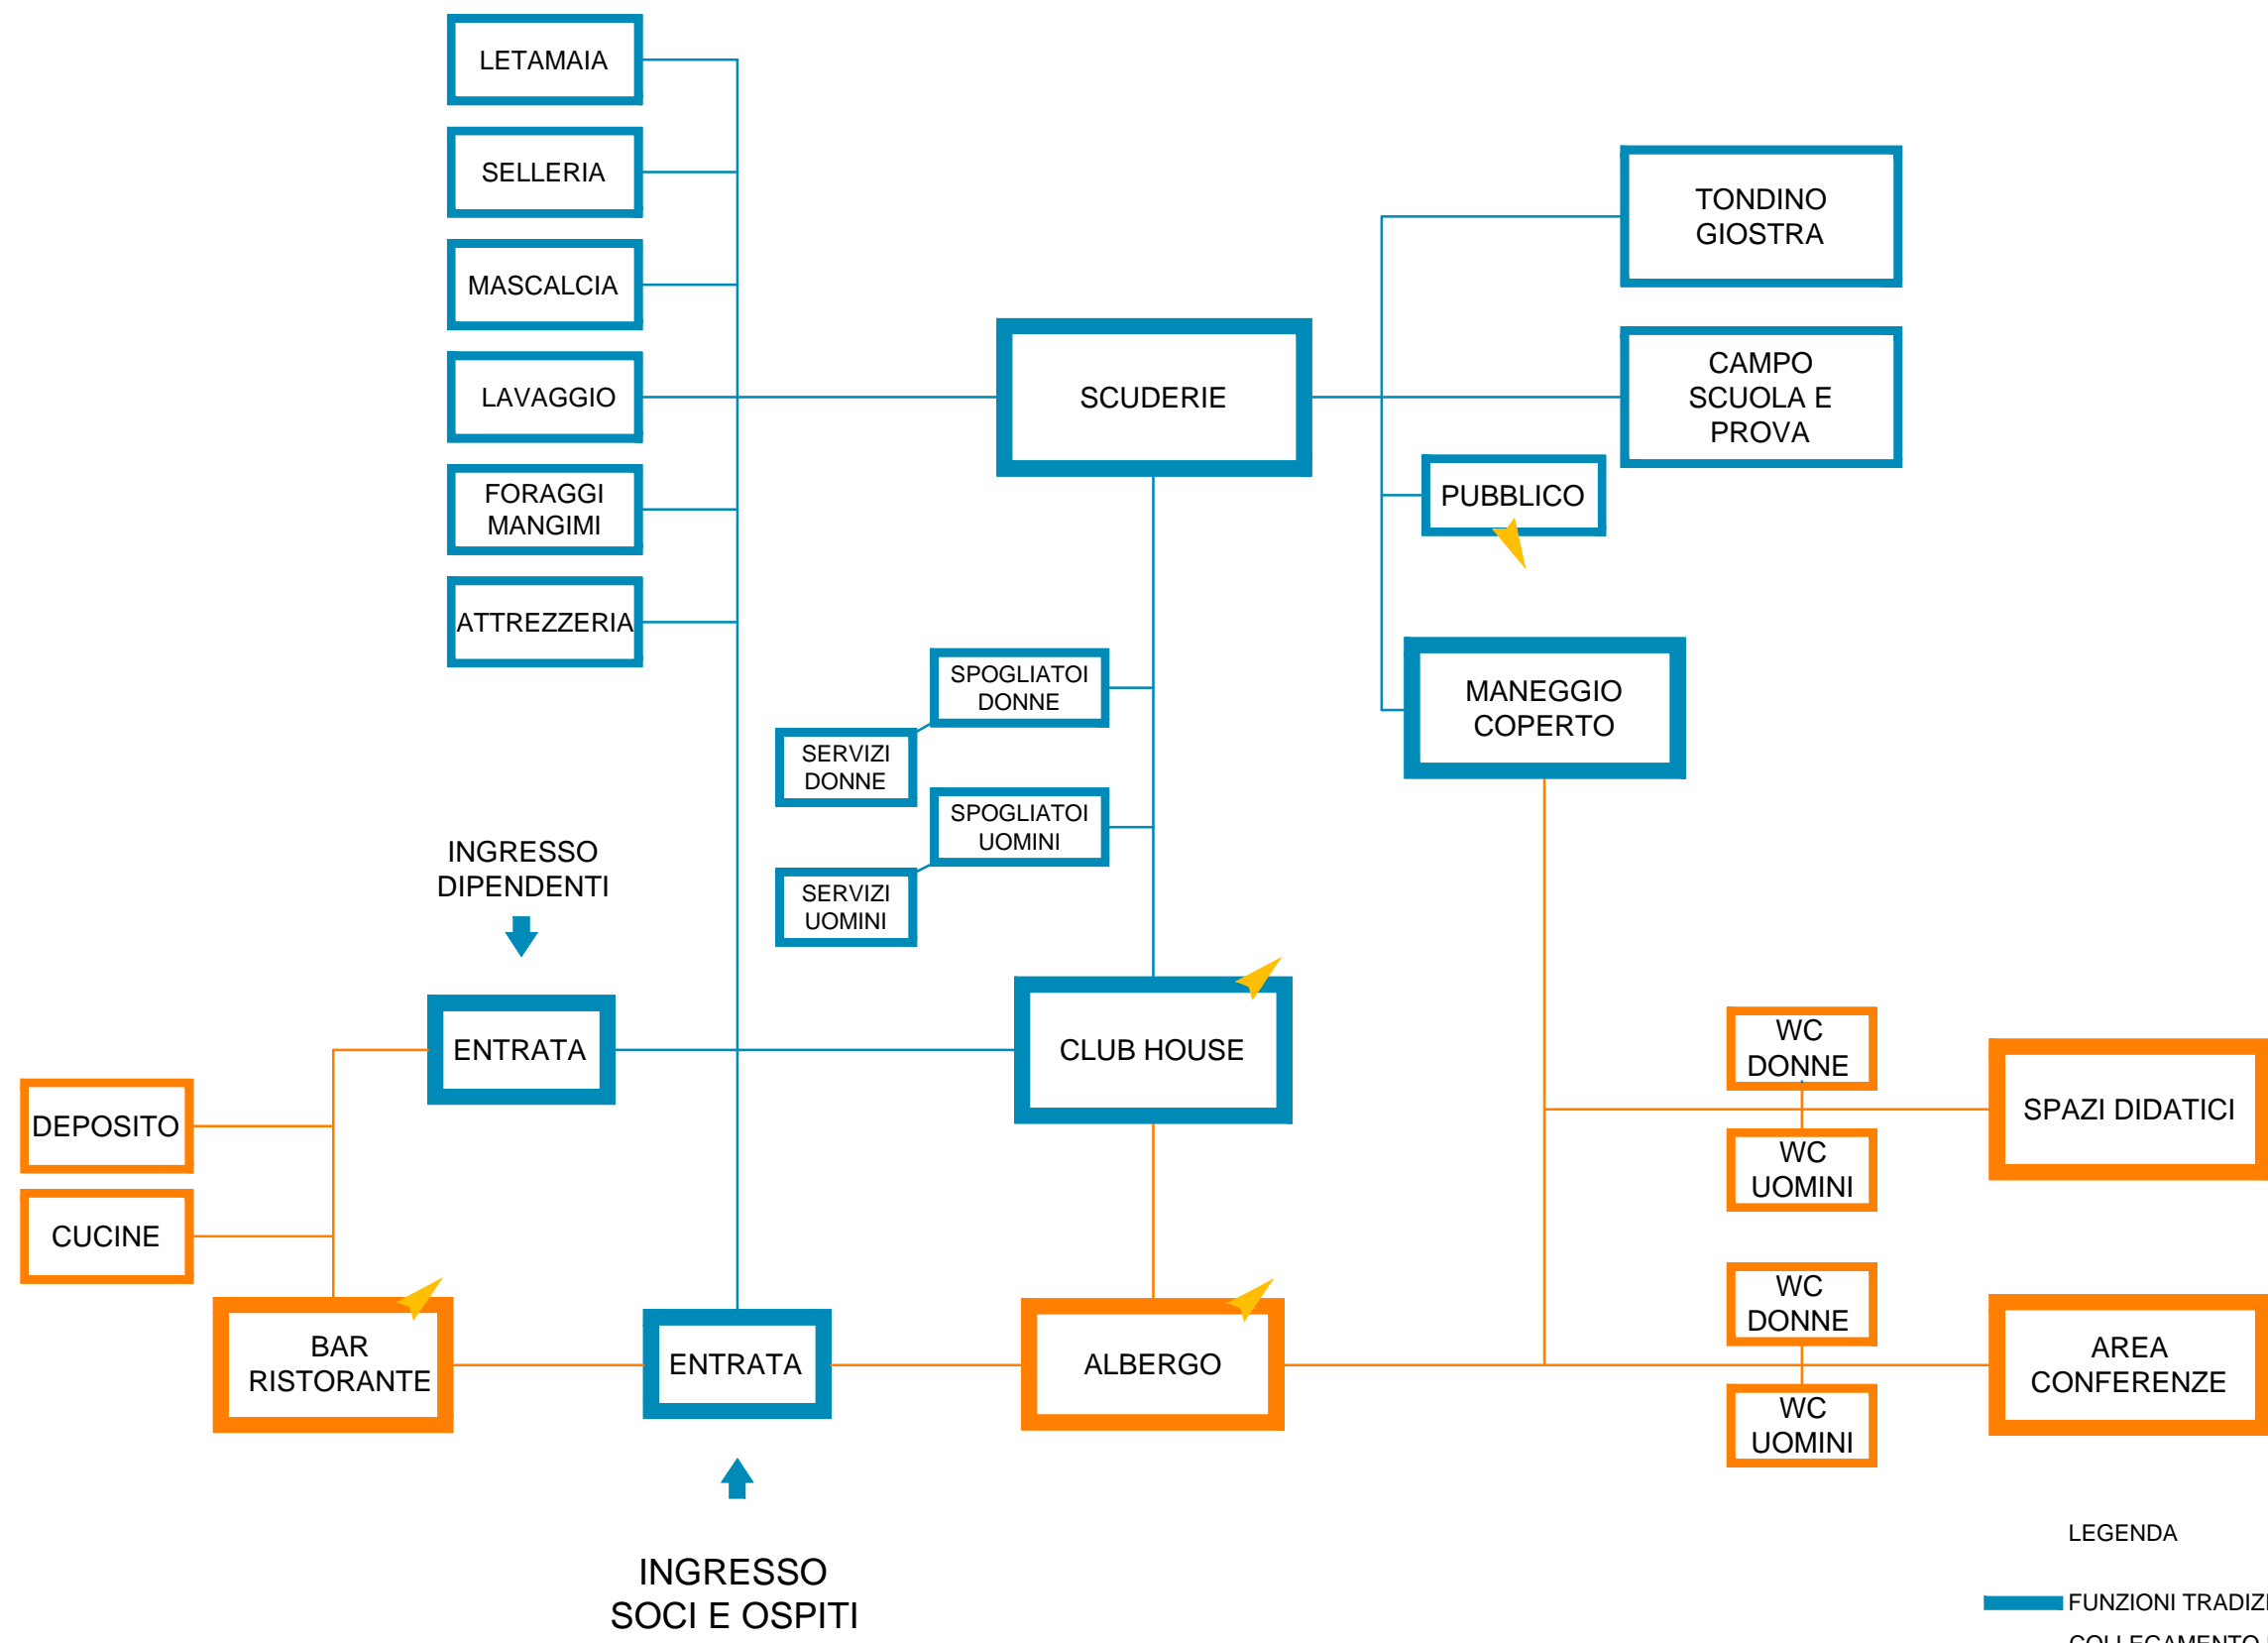 LETAMAIA
SELLERIA
MASCALCIA
LAVAGGIO
FORAGGI
MANGIMI
ATTREZZERIA
SCUDERIE
TONDINO
GIOSTRA
CAMPO
SCUOLA E
PROVA
PUBBLICO
MANEGGIO
COPERTO
SPOGLIATOI
DONNE
SERVIZI
DONNE
SPOGLIATOI
UOMINI
SERVIZI
UOMINI
INGRESSO
DIPENDENTI
ENTRATA
CLUB HOUSE
DEPOSITO
CUCINE
BAR
RISTORANTE
ENTRATA
ALBERGO
WC
DONNE
WC
UOMINI
SPAZI DIDATICI
WC
DONNE
WC
UOMINI
AREA
CONFERENZE
INGRESSO
SOCI E OSPITI
LEGENDA
FUNZIONI